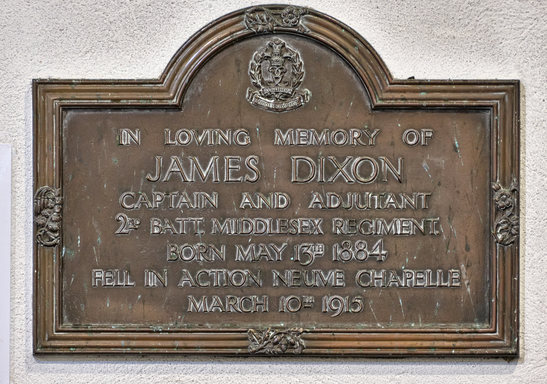 IN LOVING MEMORY OF
JAMES DIXON
CAPTAIN AND ADJUTANT
2nd BATT. MIDDLESEX REGIMENT
BORN MAY.13th 1884.
FELL IN ACTION NEUVE CHAPELLE
MARCH 10th 1915